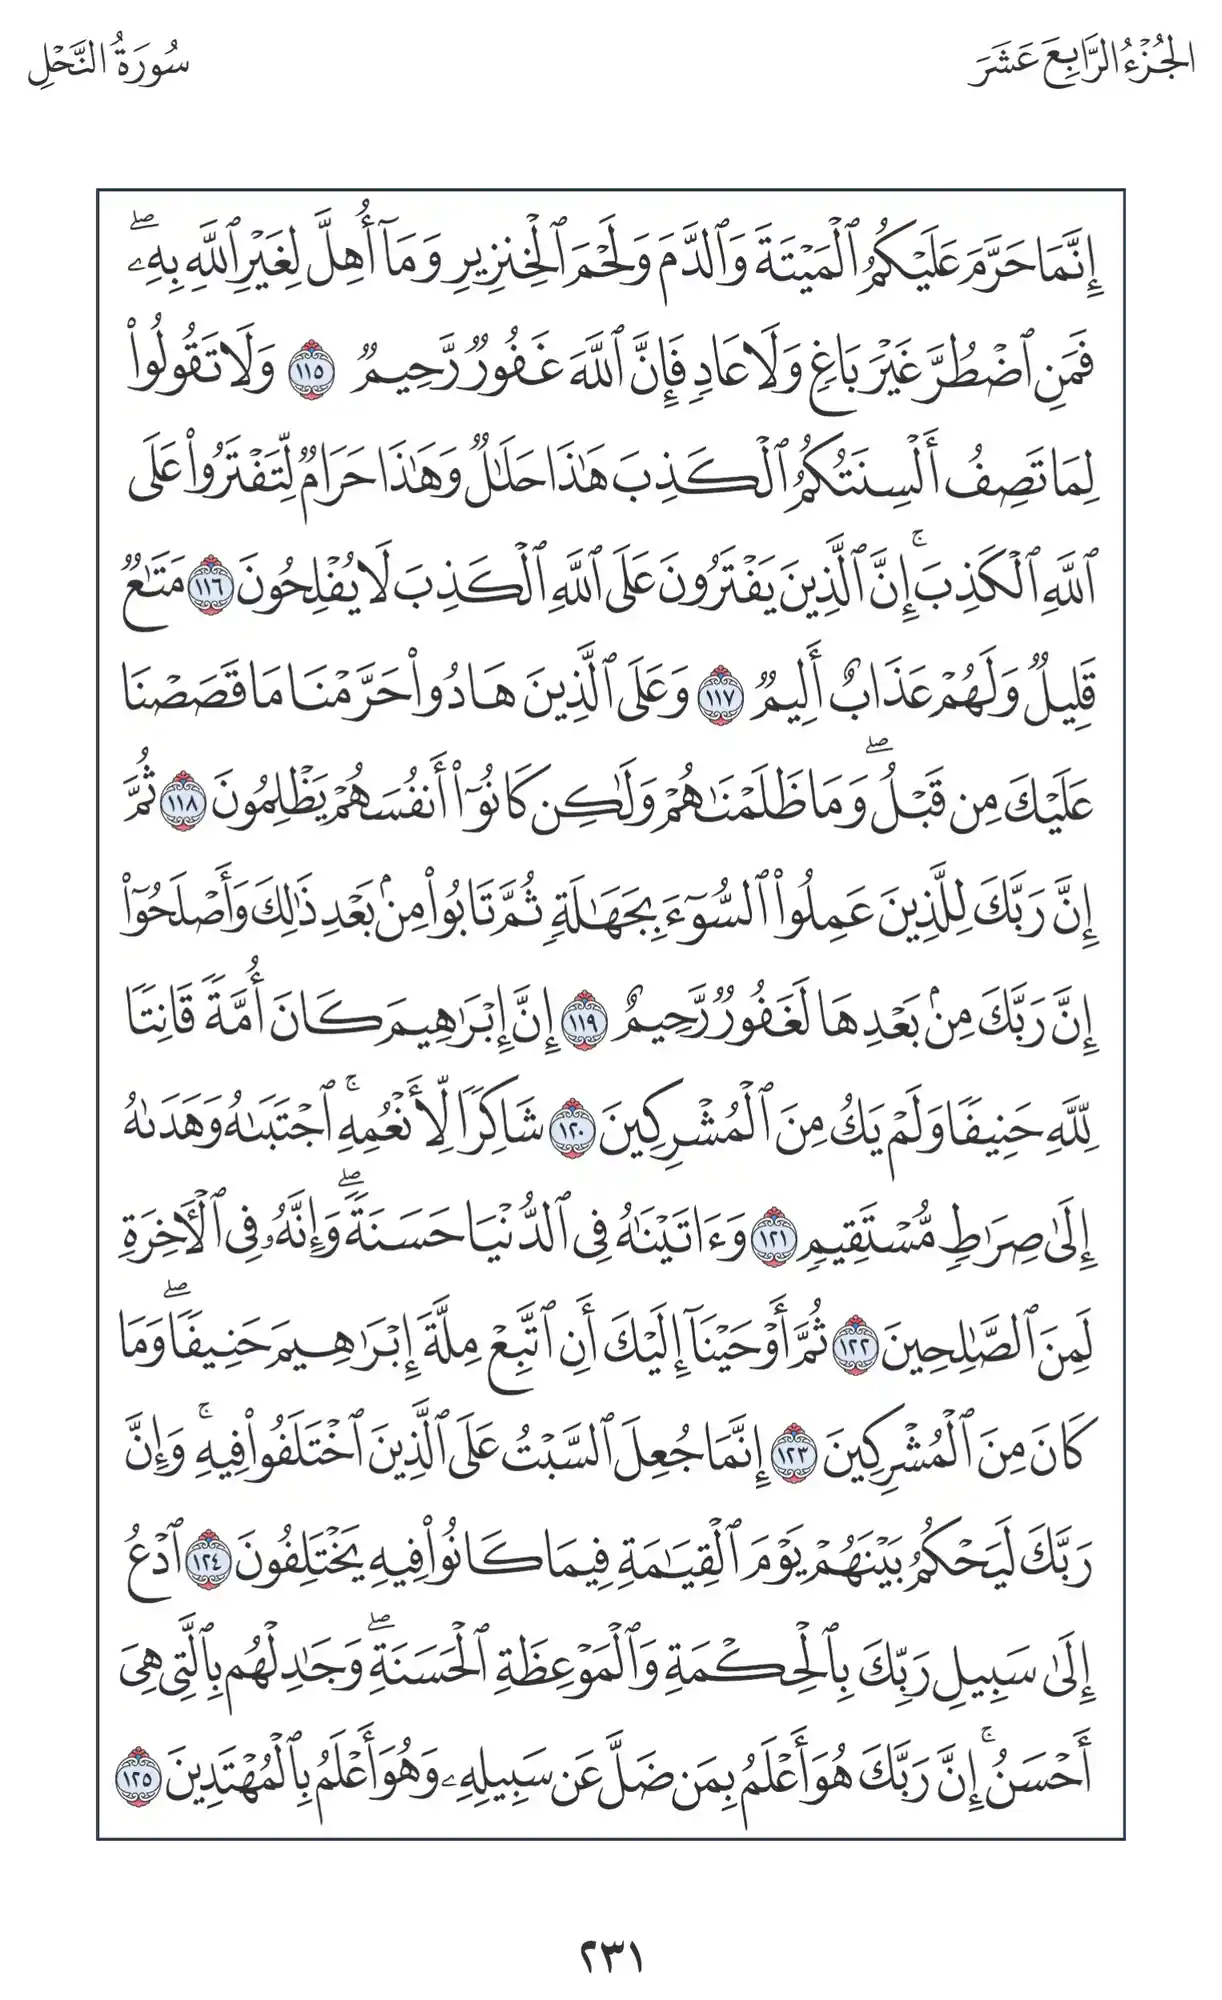 الجُزْءُ الرَّابِعَ عَشَرَ
سُورَةُ النَّحْلِ
إِنَّمَا حَرَّمَ عَلَيْكُمُ ٱلْمَيْتَةَ وَٱلدَّمَ وَلَحْمَ ٱلْخِنزِيرِ وَمَآ أُهِلَّ لِغَيْرِ ٱللَّهِ بِهِۦۖ
فَمَنِ ٱضْطُرَّ غَيْرَ بَاغٍ وَلَا عَادٍ فَإِنَّ ٱللَّهَ غَفُورٌ رَّحِيمٌ ١١٥ وَلَا تَقُولُوا۟
لِمَا تَصِفُ أَلْسِنَتُكُمُ ٱلْكَذِبَ هَٰذَا حَلَٰلٌ وَهَٰذَا حَرَامٌ لِّتَفْتَرُوا۟ عَلَى
ٱللَّهِ ٱلْكَذِبَۚ إِنَّ ٱلَّذِينَ يَفْتَرُونَ عَلَى ٱللَّهِ ٱلْكَذِبَ لَا يُفْلِحُونَ ١١٦ مَتَٰعٌ
قَلِيلٌ وَلَهُمْ عَذَابٌ أَلِيمٌ ١١٧ وَعَلَى ٱلَّذِينَ هَادُوا۟ حَرَّمْنَا مَا قَصَصْنَا
عَلَيْكَ مِن قَبْلُۖ وَمَا ظَلَمْنَٰهُمْ وَلَٰكِن كَانُوٓا۟ أَنفُسَهُمْ يَظْلِمُونَ ١١٨ ثُمَّ
إِنَّ رَبَّكَ لِلَّذِينَ عَمِلُوا۟ ٱلسُّوٓءَ بِجَهَٰلَةٍ ثُمَّ تَابُوا۟ مِنۢ بَعْدِ ذَٰلِكَ وَأَصْلَحُوٓا۟
إِنَّ رَبَّكَ مِنۢ بَعْدِهَا لَغَفُورٌ رَّحِيمٌ ١١٩ إِنَّ إِبْرَٰهِيمَ كَانَ أُمَّةً قَانِتًا
لِّلَّهِ حَنِيفًا وَلَمْ يَكُ مِنَ ٱلْمُشْرِكِينَ ١٢٠ شَاكِرًا لِّأَنْعُمِهِۚ ٱجْتَبَىٰهُ وَهَدَىٰهُ
إِلَىٰ صِرَٰطٍ مُّسْتَقِيمٍ ١٢١ وَءَاتَيْنَٰهُ فِى ٱلدُّنْيَا حَسَنَةًۖ وَإِنَّهُۥ فِى ٱلْءَاخِرَةِ
لَمِنَ ٱلصَّٰلِحِينَ ١٢٢ ثُمَّ أَوْحَيْنَآ إِلَيْكَ أَنِ ٱتَّبِعْ مِلَّةَ إِبْرَٰهِيمَ حَنِيفًاۖ وَمَا
كَانَ مِنَ ٱلْمُشْرِكِينَ ١٢٣ إِنَّمَا جُعِلَ ٱلسَّبْتُ عَلَى ٱلَّذِينَ ٱخْتَلَفُوا۟ فِيهِۚ وَإِنَّ
رَبَّكَ لَيَحْكُمُ بَيْنَهُمْ يَوْمَ ٱلْقِيَٰمَةِ فِيمَا كَانُوا۟ فِيهِ يَخْتَلِفُونَ ١٢٤ ٱدْعُ
إِلَىٰ سَبِيلِ رَبِّكَ بِٱلْحِكْمَةِ وَٱلْمَوْعِظَةِ ٱلْحَسَنَةِۖ وَجَٰدِلْهُم بِٱلَّتِى هِىَ
أَحْسَنُۚ إِنَّ رَبَّكَ هُوَ أَعْلَمُ بِمَن ضَلَّ عَن سَبِيلِهِۦ وَهُوَ أَعْلَمُ بِٱلْمُهْتَدِينَ ١٢٥
٢٣١